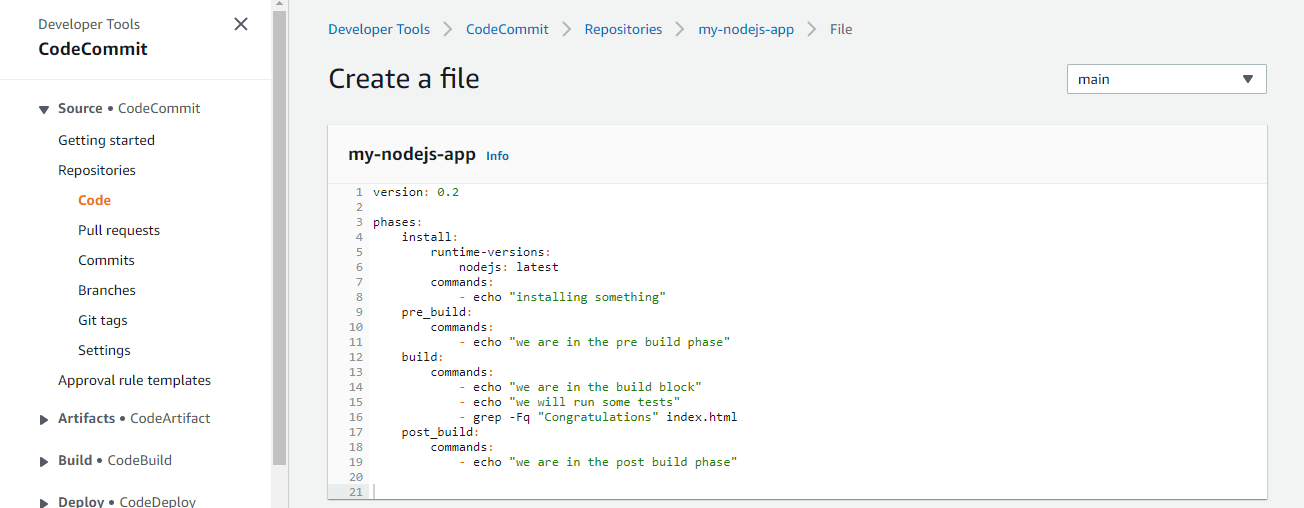 Developer Tools
CodeCommit
Source • CodeCommit
Getting started
Repositories
Code
Pull requests
Commits
Branches
Git tags
Settings
Approval rule templates
Artifacts • CodeArtifact
Build • CodeBuild
Deploy • CodeDeploy
Developer Tools > CodeCommit > Repositories > my-nodejs-app > File
Create a file
main
my-nodejs-app Info
1 version: 0.2
2
3 phases:
4     install:
5         runtime-versions:
6             nodejs: latest
7         commands:
8             - echo "installing something"
9     pre_build:
10         commands:
11             - echo "we are in the pre build phase"
12     build:
13         commands:
14             - echo "we are in the build block"
15             - echo "we will run some tests"
16             - grep -Fq "Congratulations" index.html
17     post_build:
18         commands:
19             - echo "we are in the post build phase"
20
21